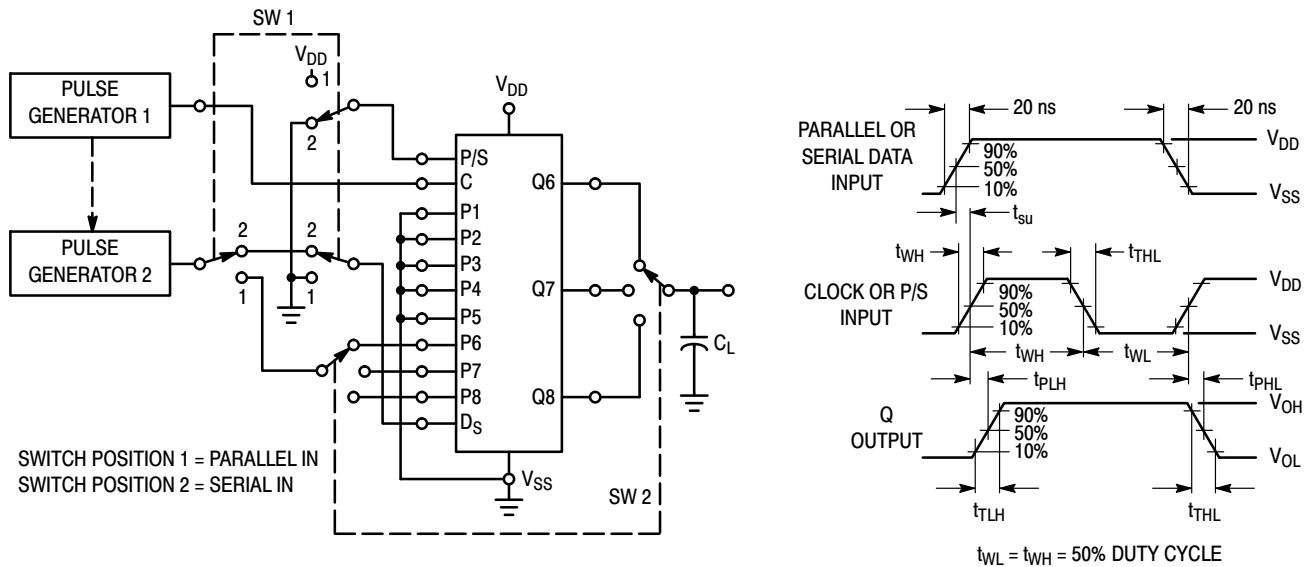 SW 1
VDD
1
2
PULSE
GENERATOR 1
PULSE
GENERATOR 2
2
2
1
1
VDD
P/S
C
P1
P2
P3
P4
P5
P6
P7
P8
DS
Q6
Q7
Q8
VSS
CL
SW 2
SWITCH POSITION 1 = PARALLEL IN
SWITCH POSITION 2 = SERIAL IN
20 ns
20 ns
PARALLEL OR
SERIAL DATA
INPUT
90%
50%
10%
VDD
VSS
tsu
tWH
tTHL
CLOCK OR P/S
INPUT
90%
50%
10%
VDD
VSS
tWH
tWL
tPLH
tPHL
Q
OUTPUT
90%
50%
10%
VOH
VOL
tTLH
tTHL
tWL = tWH = 50% DUTY CYCLE